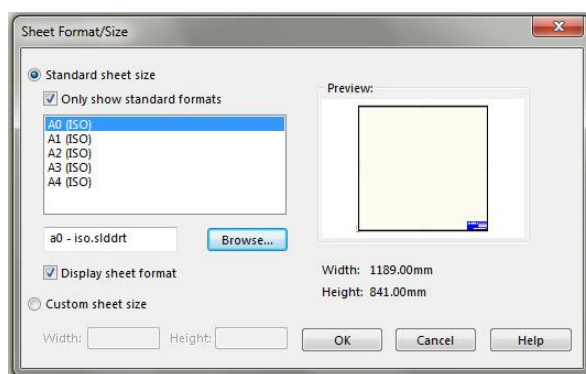 Sheet Format/Size
Standard sheet size
Only show standard formats
A0 (ISO)
A1 (ISO)
A2 (ISO)
A3 (ISO)
A4 (ISO)
a0 - iso.slddrt
Browse...
Display sheet format
Custom sheet size
Width:
Height:
Preview:
Width: 1189.00mm
Height: 841.00mm
OK
Cancel
Help